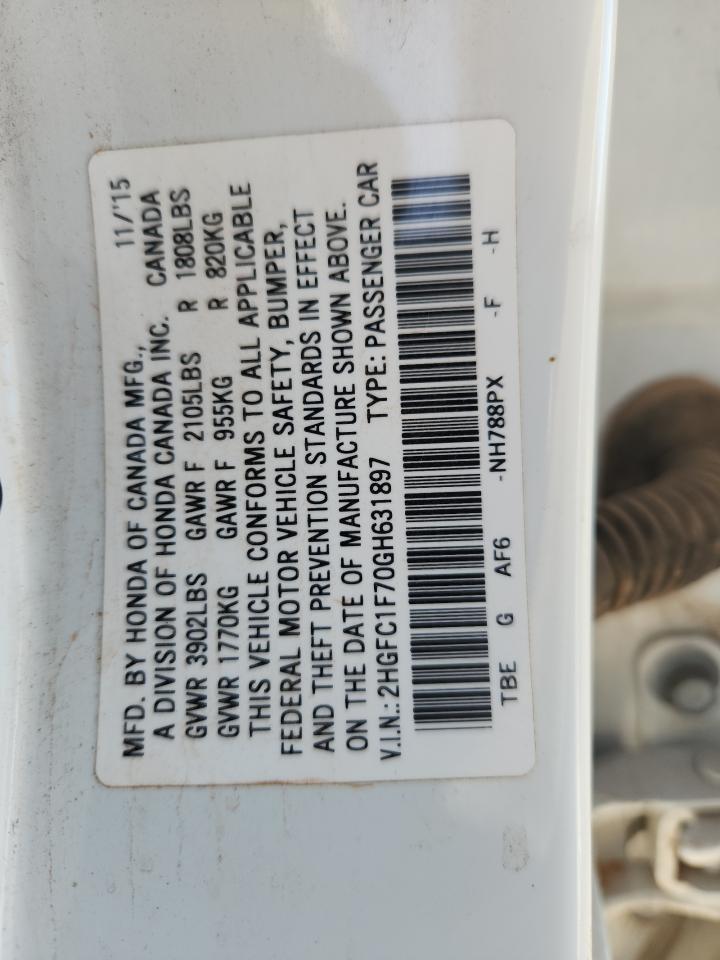 MFD. BY HONDA OF CANADA MFG., 11/'15
A DIVISION OF HONDA CANADA INC. CANADA
GVWR 3902LBS GAWR F 2105LBS R 1808LBS
GVWR 1770KG GAWR F 955KG R 820KG
THIS VEHICLE CONFORMS TO ALL APPLICABLE
FEDERAL MOTOR VEHICLE SAFETY, BUMPER,
AND THEFT PREVENTION STANDARDS IN EFFECT
ON THE DATE OF MANUFACTURE SHOWN ABOVE.
V.I.N.: 2HGFC1F70GH631897 TYPE: PASSENGER CAR
TBE G AF6 -NH788PX -F -H